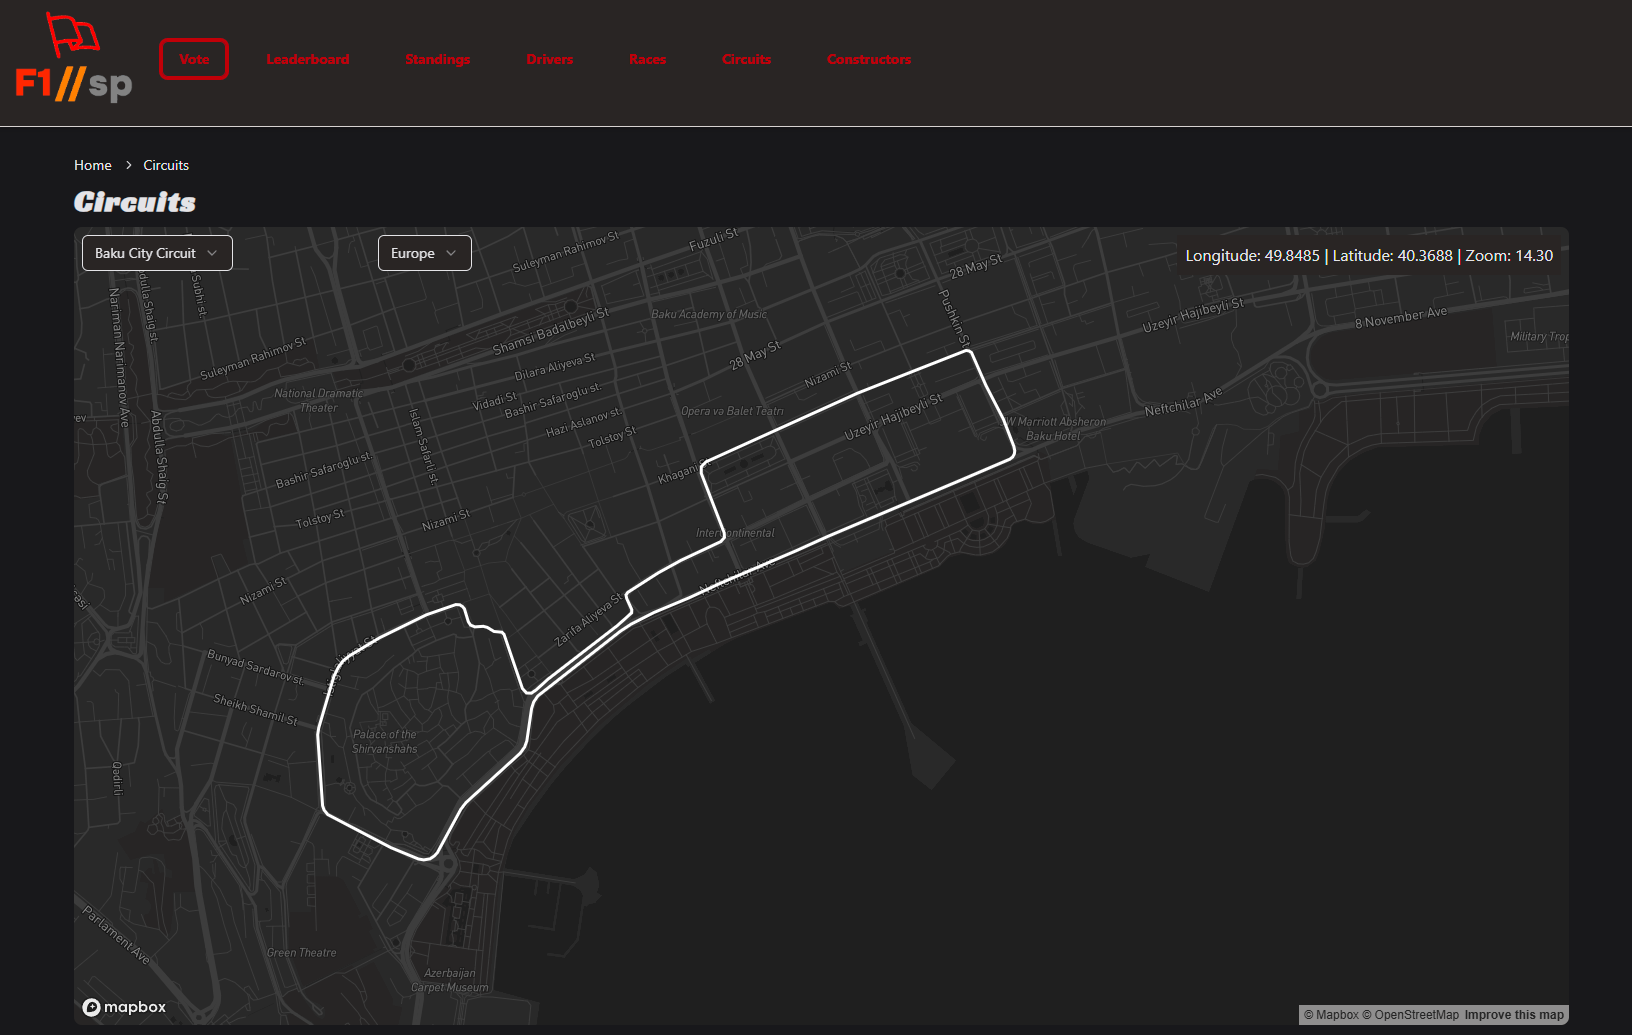 F1//sp
Vote
Leaderboard
Standings
Drivers
Races
Circuits
Constructors
Home > Circuits
Circuits
Baku City Circuit
Europe
Longitude: 49.8485 | Latitude: 40.3688 | Zoom: 14.30
Suleyman Rahimov St
Fuzuli St
28 May St
Abdulla Shaig st.
Subhi st.
Nariman Narimanov Ave
Pushkin St
Uzeyir Hajibeyli St
8 November Ave
Military Trop
Baku Academy of Music
Shamsi Badalbeyli St
Suleyman Rahimov St
28 May St
Dilara Aliyeva St
Nizami St
National Dramatic
Theater
Vidadi St
Bashir Safaroglu st.
Neftchilar Ave
Opera və Balet Teatrı
Uzeyir Hajibeyli St
Hazi Aslanov st.
Tolstoy St
JW Marriott Absheron
Baku Hotel
Abdulla Shaig St
Islam Safarli st.
Bashir Safaroglu st.
Khagani St
Tolstoy St
Nizami St
Intercontinental
Neftchilar Ave
Nizami St
Zarifa Aliyeva St
Istiglaliyyat St
Bunyad Sardarov st.
Sheikh Shamil St
Palace of the
Shirvanshahs
Qadirli
Parlament Ave
Green Theatre
Azerbaijan
Carpet Museum
mapbox
© Mapbox © OpenStreetMap Improve this map